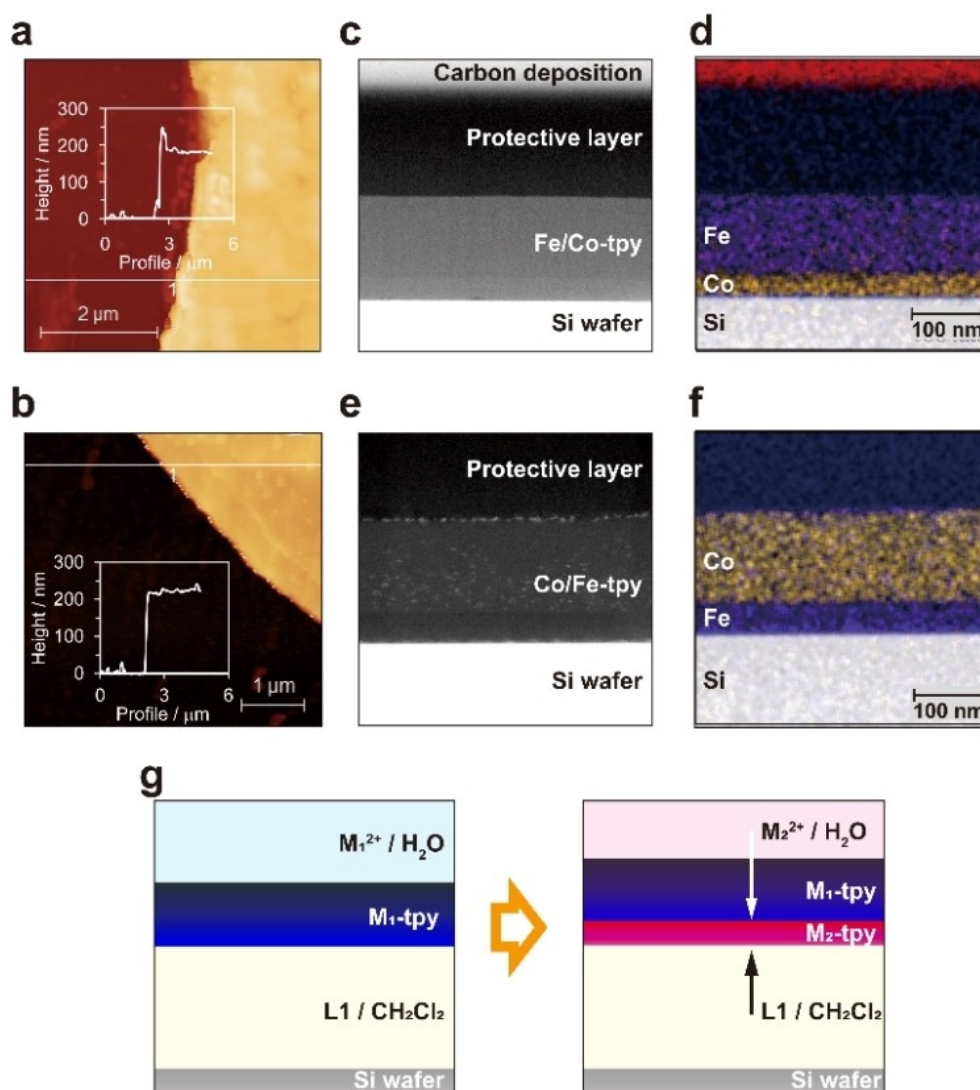 a
300
200
100
0
Height / nm
0 3 6
Profile / μm
1
2 μm
c
Carbon deposition
Protective layer
Fe/Co-tpy
Si wafer
d
Fe
Co
Si
100 nm
b
1
300
200
100
0
Height / nm
0 3 6
Profile / μm
1 μm
e
Protective layer
Co/Fe-tpy
Si wafer
f
Co
Fe
Si
100 nm
g
M₁²⁺ / H₂O
M₁-tpy
L1 / CH₂Cl₂
Si wafer
M₂²⁺ / H₂O
M₁-tpy
M₂-tpy
L1 / CH₂Cl₂
Si wafer